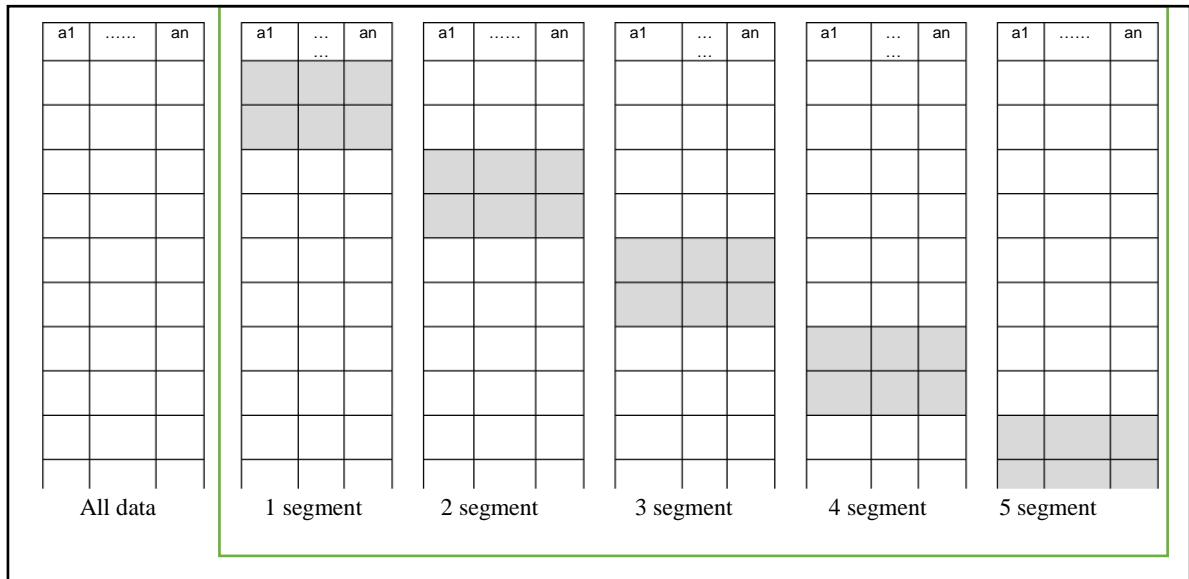 a1 …… an a1 … an a1 …… an a1 … an a1 … an a1 …… an
… … …
All data 1 segment 2 segment 3 segment 4 segment 5 segment